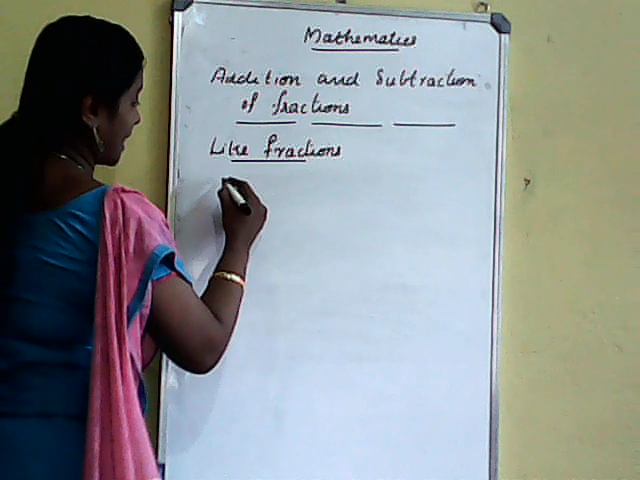 Mathematics
Addition and Subtraction
of fractions
Like fractions